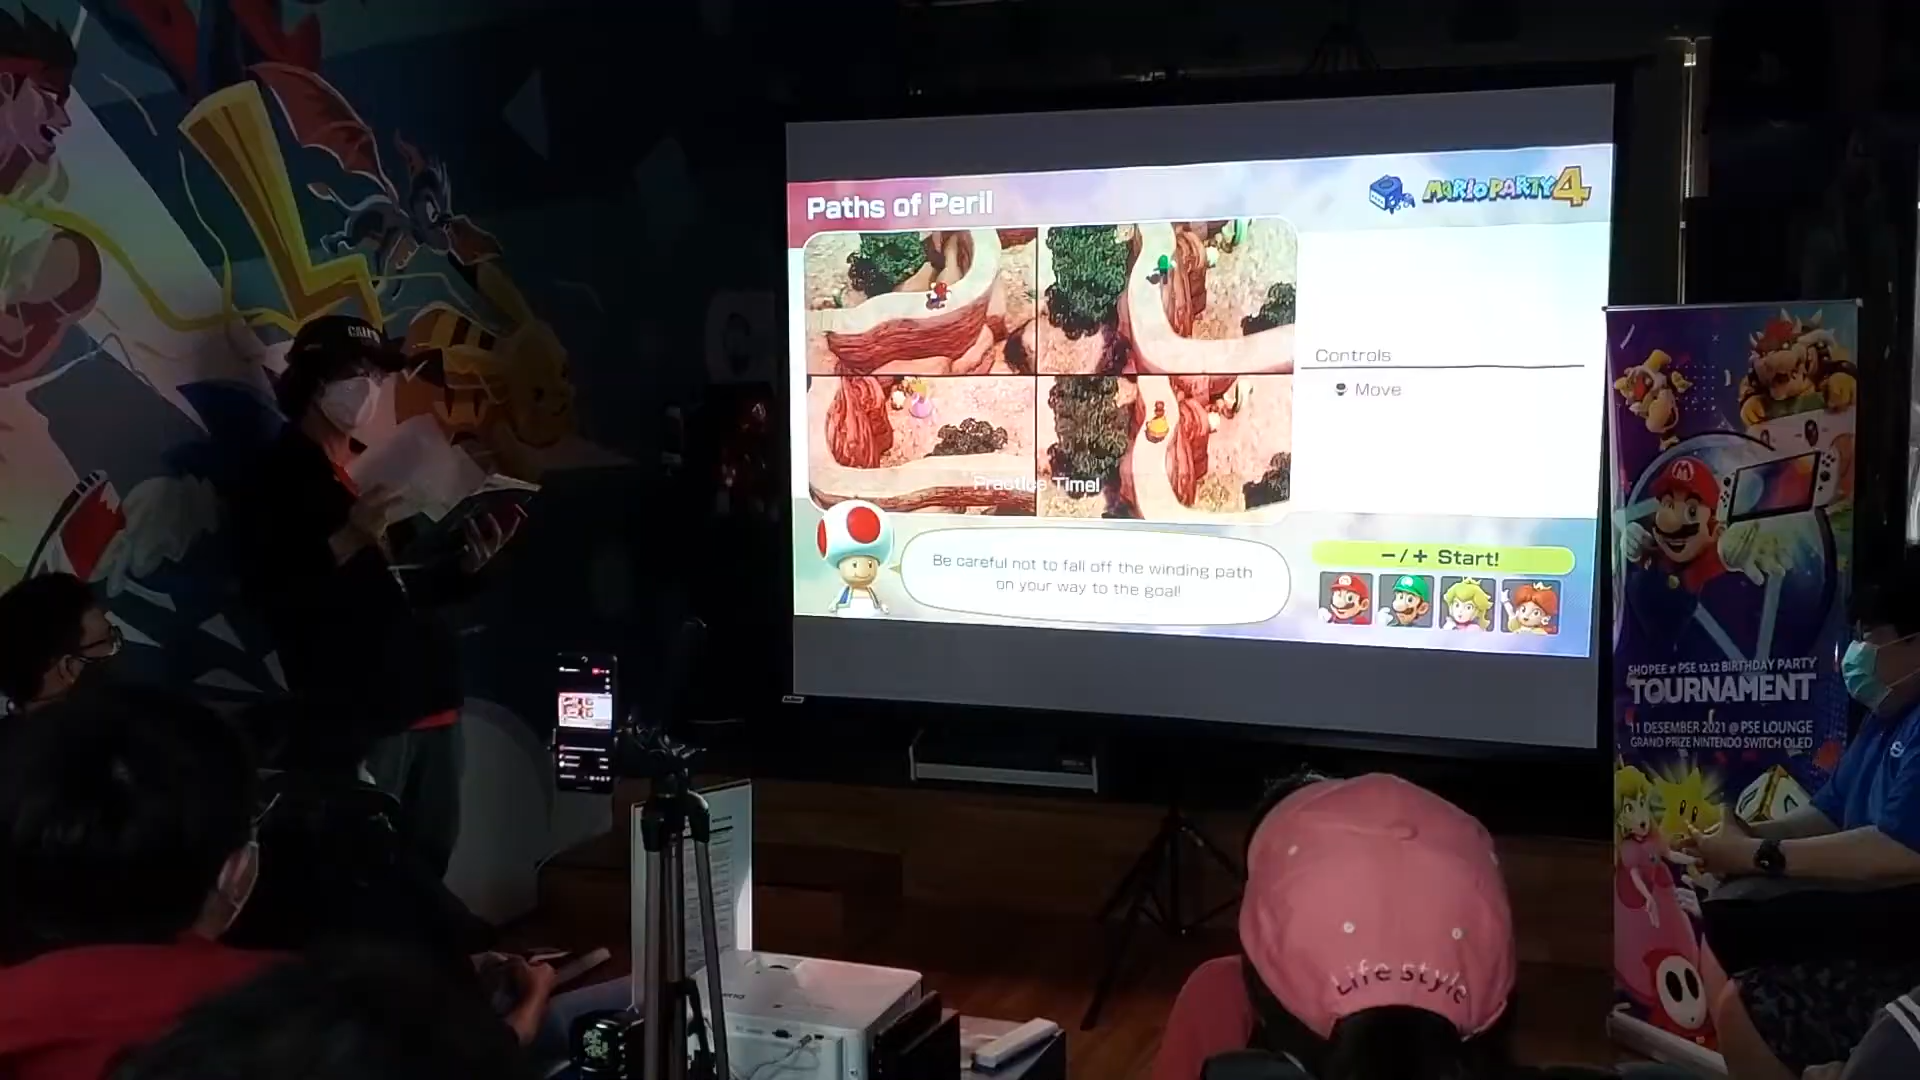 Paths of Peril
MARIO PARTY 4
Controls
Move
Practice Time!
Be careful not to fall off the winding path
on your way to the goal!
-/+ Start!
SHOPEE x PSE 12.12 BIRTHDAY PARTY
TOURNAMENT
11 DESEMBER 2021 @ PSE LOUNGE
GRAND PRIZE NINTENDO SWITCH OLED
Life style